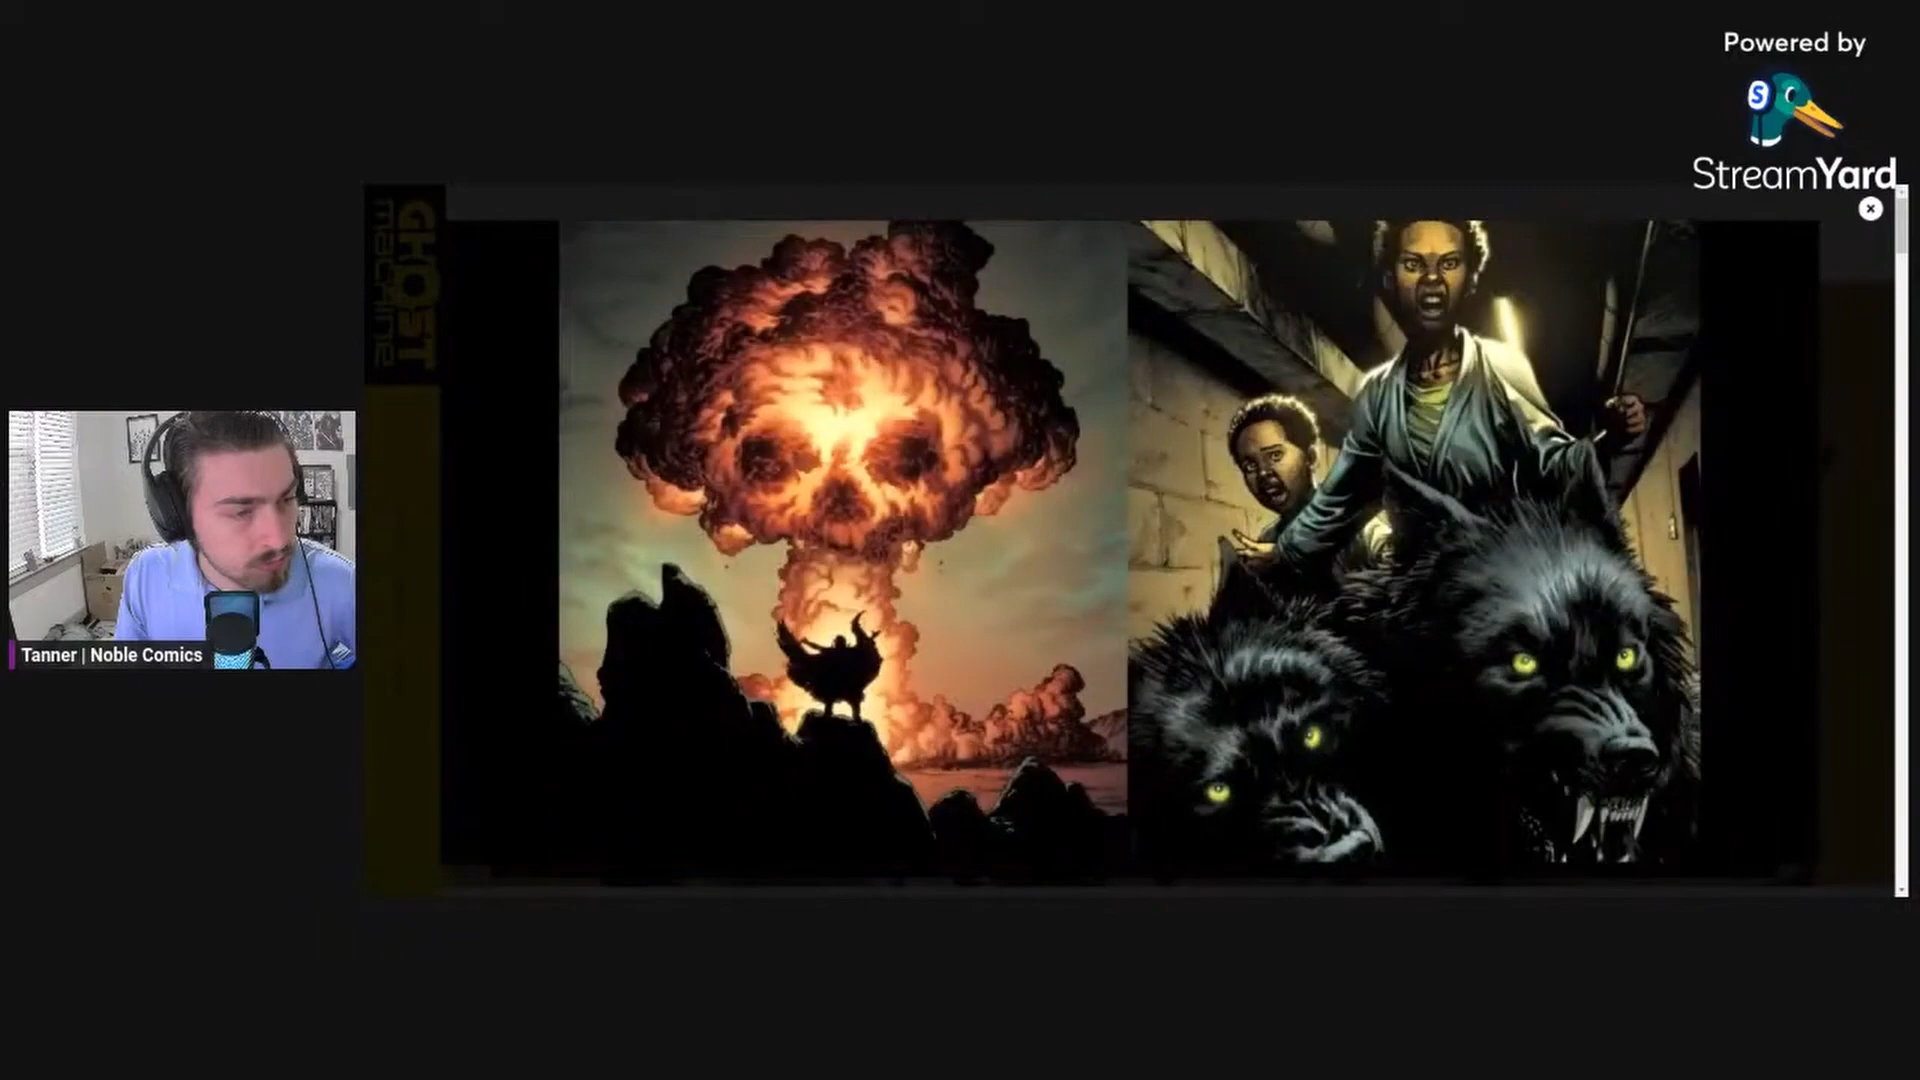 Powered by
S
StreamYard
GHOST
machine
Tanner | Noble Comics